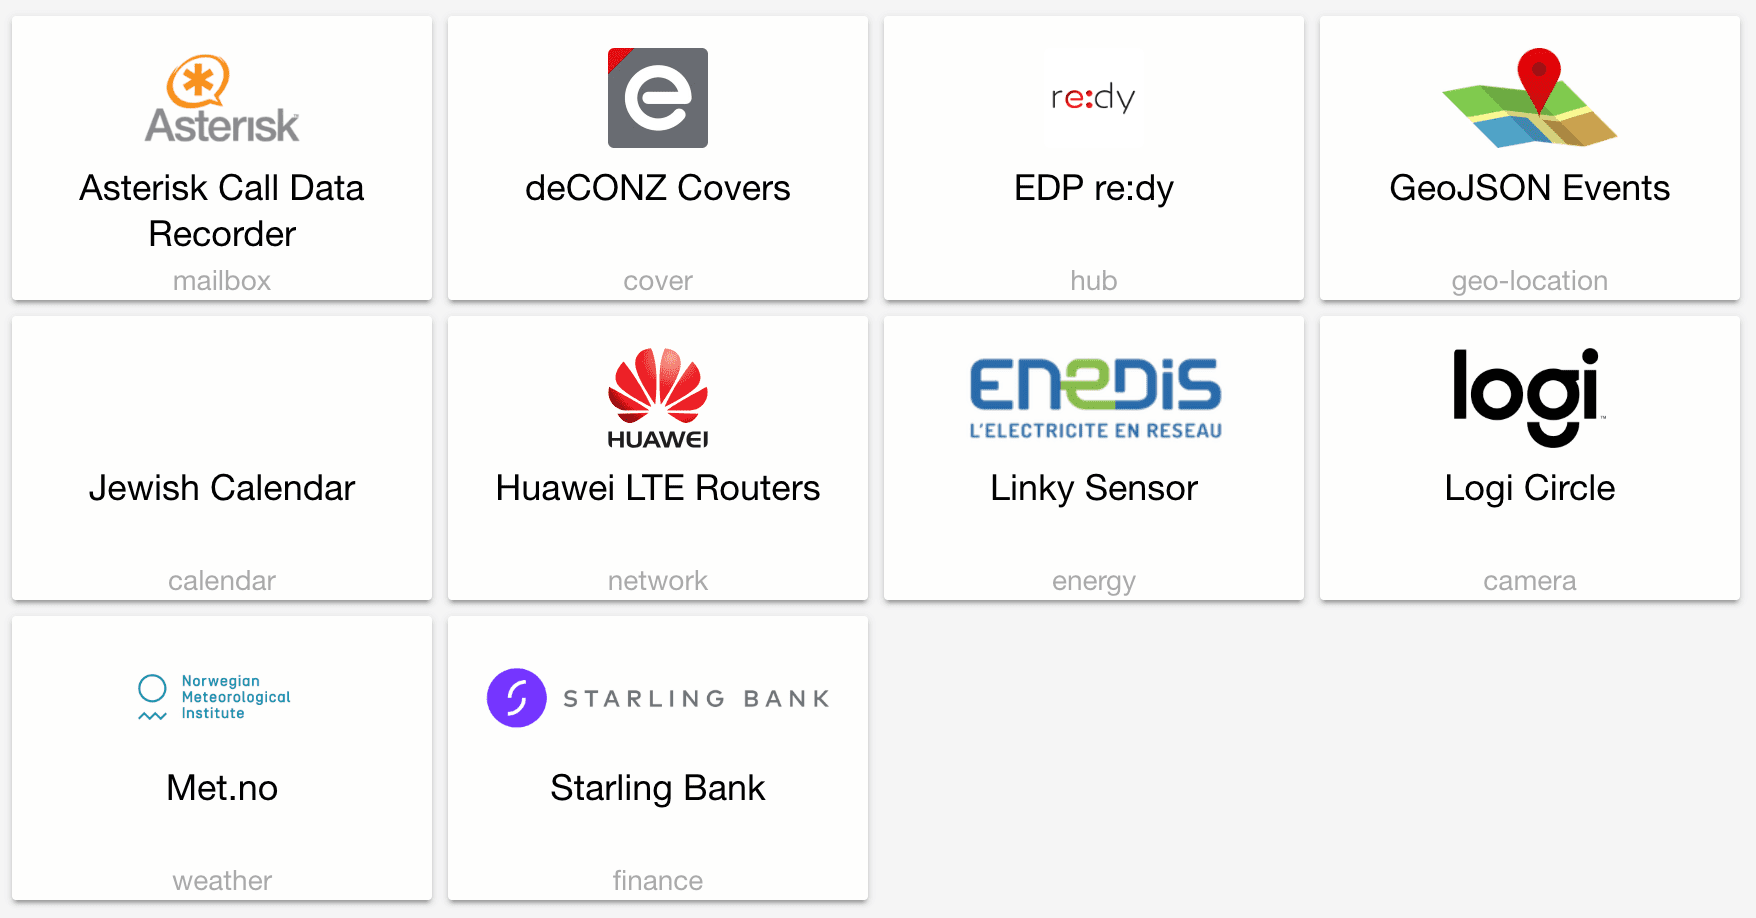 Asterisk
Asterisk Call Data
Recorder
mailbox
e
deCONZ Covers
cover
re:dy
EDP re:dy
hub
GeoJSON Events
geo-location
Jewish Calendar
calendar
HUAWEI
Huawei LTE Routers
network
ENEDIS
L'ELECTRICITE EN RESEAU
Linky Sensor
energy
logi
Logi Circle
camera
Norwegian
Meteorological
Institute
Met.no
weather
STARLING BANK
Starling Bank
finance